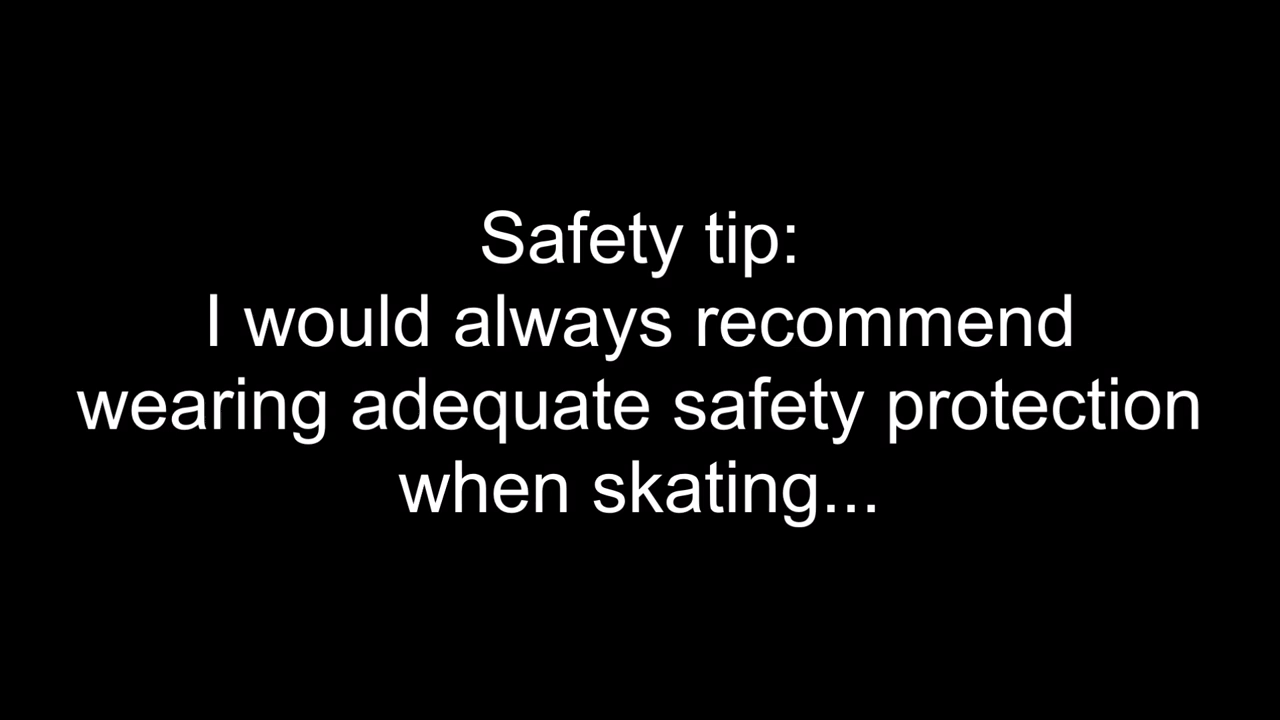 Safety tip:
I would always recommend
wearing adequate safety protection
when skating...